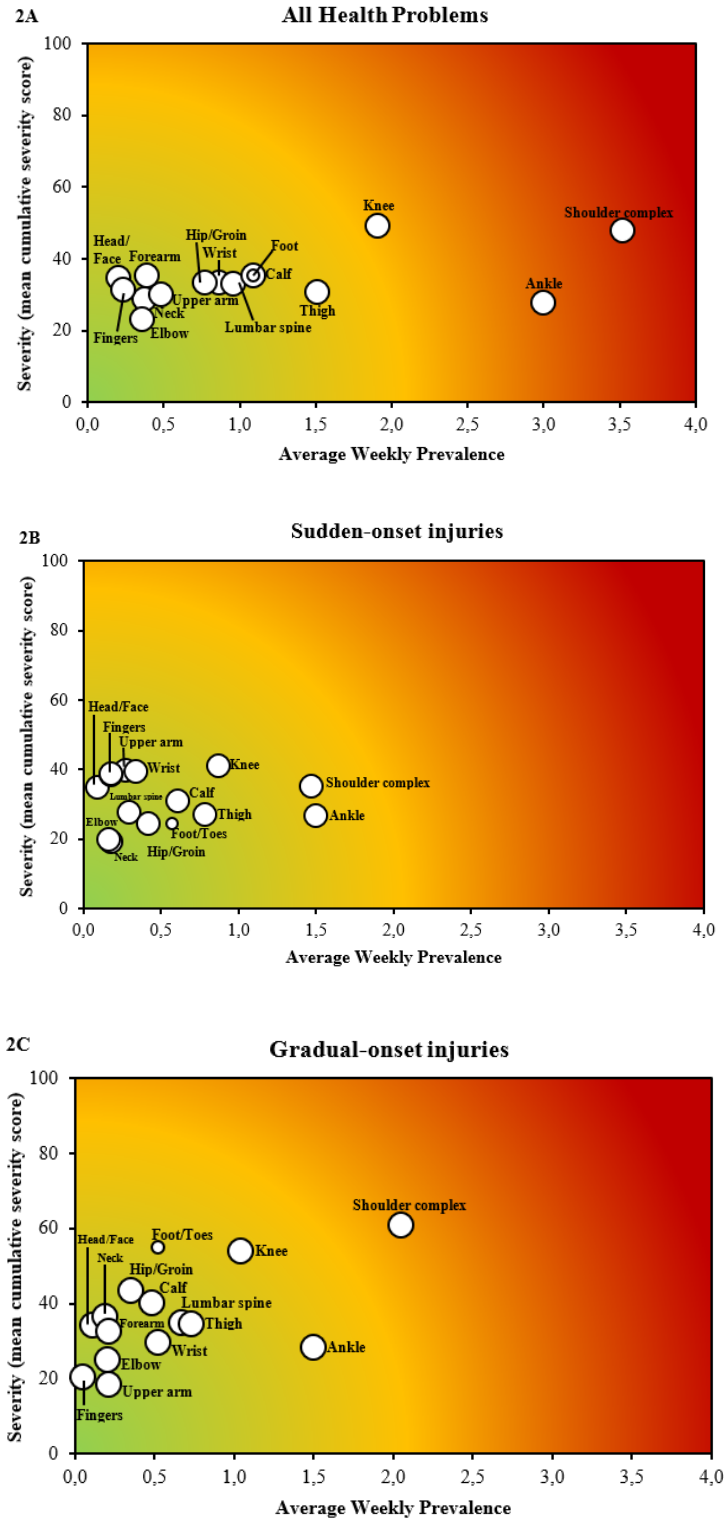 2A
All Health Problems
Severity (mean cumulative severity score)
100
80
60
40
20
0
Knee
Shoulder complex
Head/
Face
Forearm
Hip/Groin
Wrist
Foot
Calf
Upper arm
Neck
Lumbar spine
Thigh
Ankle
Fingers
Elbow
0,0 0,5 1,0 1,5 2,0 2,5 3,0 3,5 4,0
Average Weekly Prevalence
2B
Sudden-onset injuries
Severity (mean cumulative severity score)
100
80
60
40
20
0
Head/Face
Fingers
Upper arm
Wrist
Knee
Shoulder complex
Lumbar spine
Calf
Thigh
Ankle
Elbow
Foot/Toes
Neck
Hip/Groin
0,0 0,5 1,0 1,5 2,0 2,5 3,0 3,5 4,0
Average Weekly Prevalence
2C
Gradual-onset injuries
Severity (mean cumulative severity score)
100
80
60
40
20
0
Shoulder complex
Head/Face
Foot/Toes
Neck
Knee
Hip/Groin
Calf
Lumbar spine
Forearm
Thigh
Wrist
Ankle
Elbow
Upper arm
Fingers
0,0 0,5 1,0 1,5 2,0 2,5 3,0 3,5 4,0
Average Weekly Prevalence